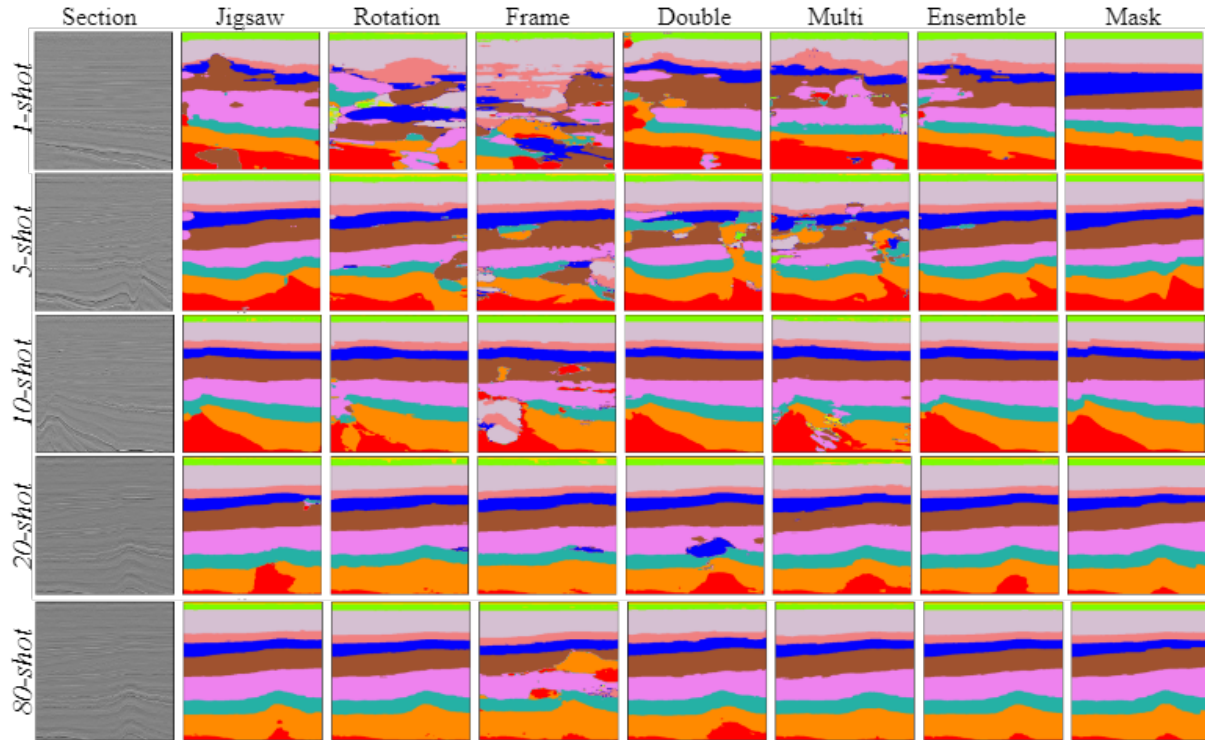 Section Jigsaw Rotation Frame Double Multi Ensemble Mask
1-shot
5-shot
10-shot
20-shot
80-shot